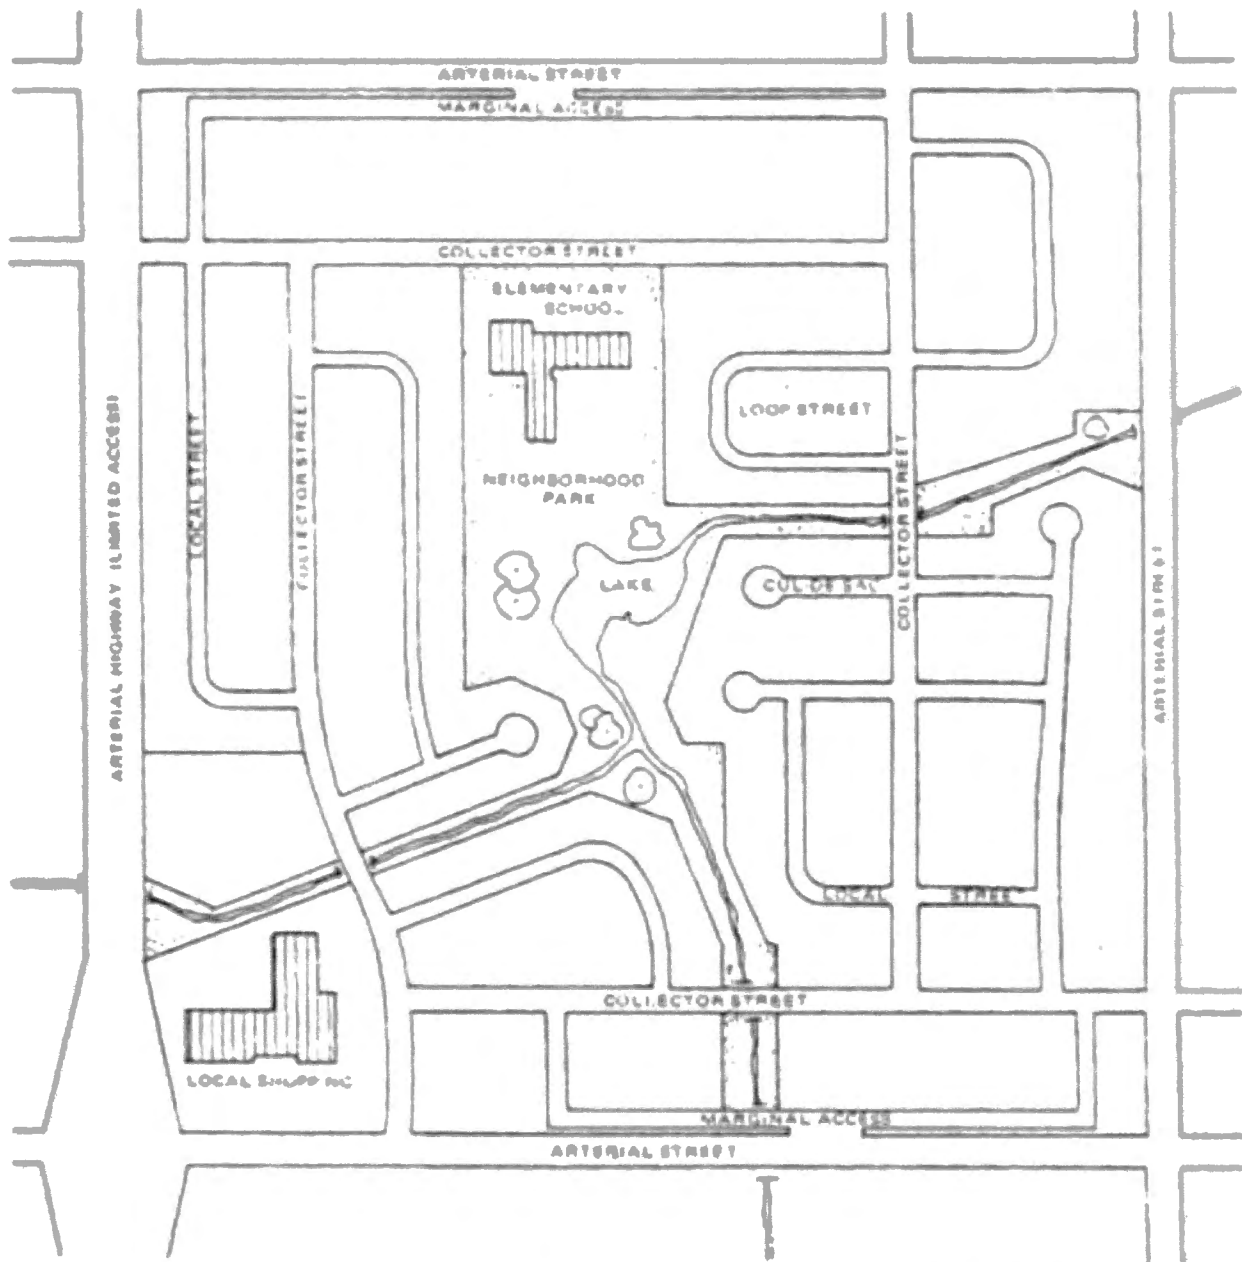 ARTERIAL STREET
MARGINAL ACCESS
COLLECTOR STREET
ELEMENTARY
SCHOOL
LOOP STREET
LOCAL STREET
COLLECTOR STREET
ARTERIAL HIGHWAY (LIMITED ACCESS)
NEIGHBORHOOD
PARK
COLLECTOR STREET
LAKE
CUL-DE-SAC
ARTERIAL STREET
LOCAL STREET
COLLECTOR STREET
LOCAL SHOPPING
MARGINAL ACCESS
ARTERIAL STREET